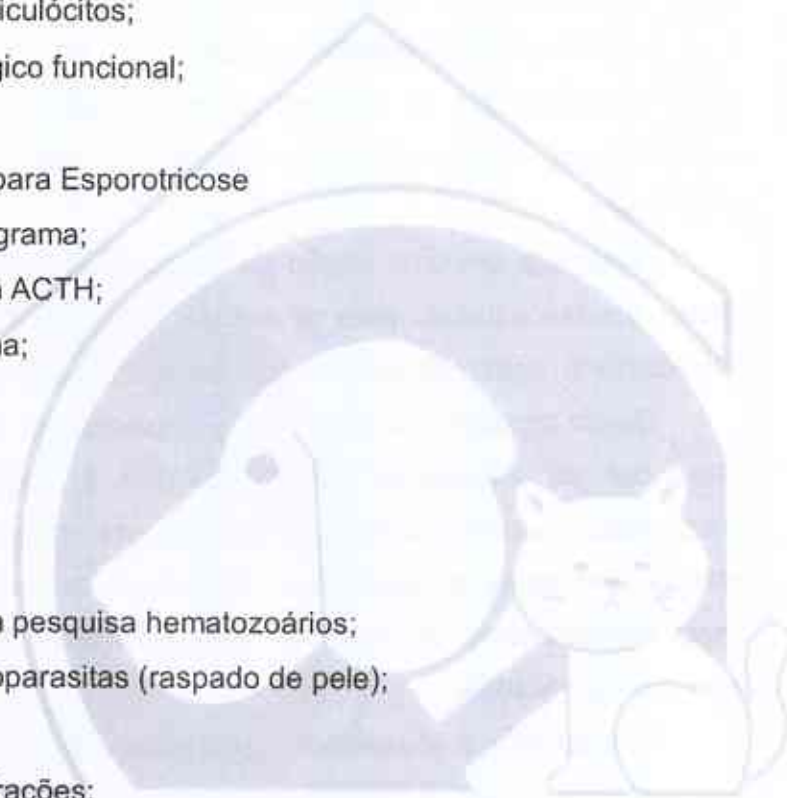 iculócitos;
gico funcional;
para Esporotricose
grama;
ACTH;
a;
pesquisa hematozoários;
oparasitas (raspado de pele);
rações;